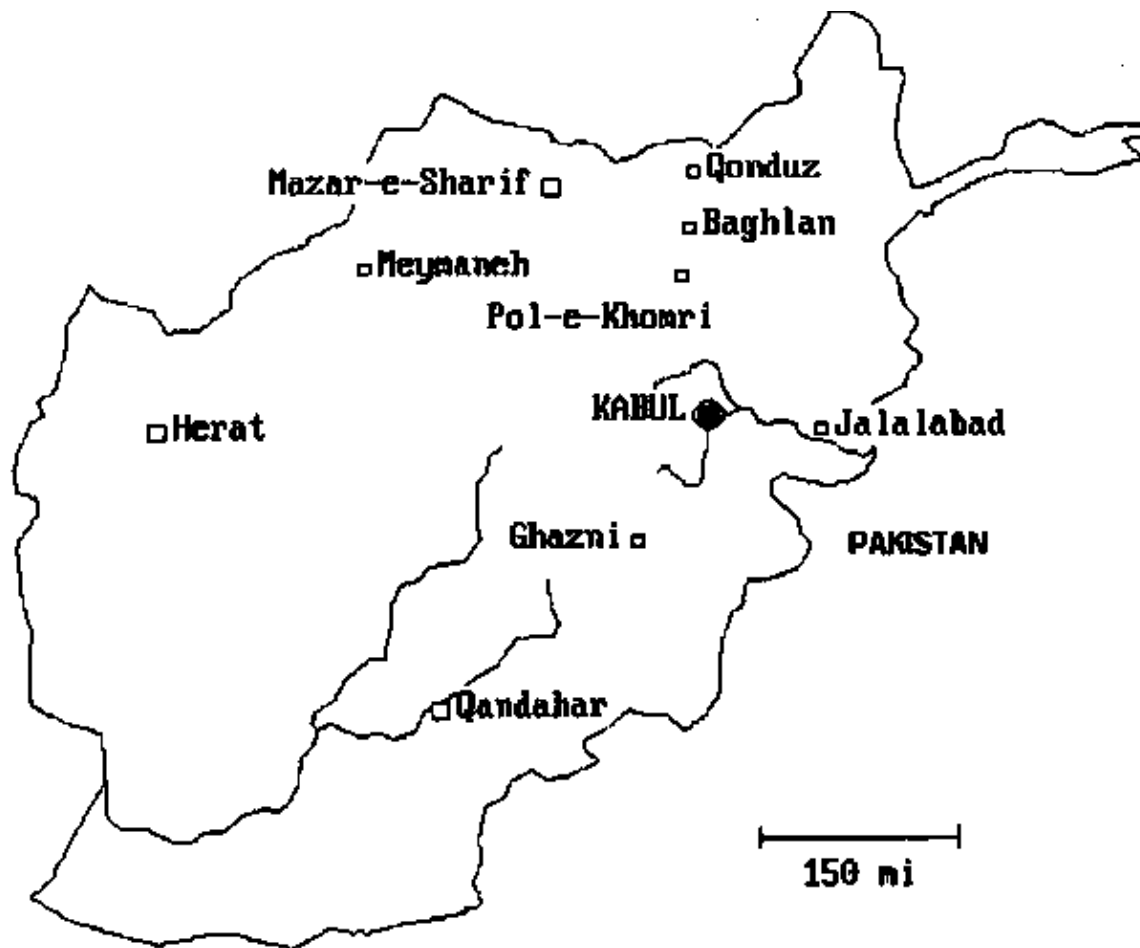 Qonduz
Mazar-e-Sharif
Baghlan
Meymaneh
Pol-e-Khomri
KABUL
Jalalabad
Herat
Ghazni
PAKISTAN
Qandahar
150 mi